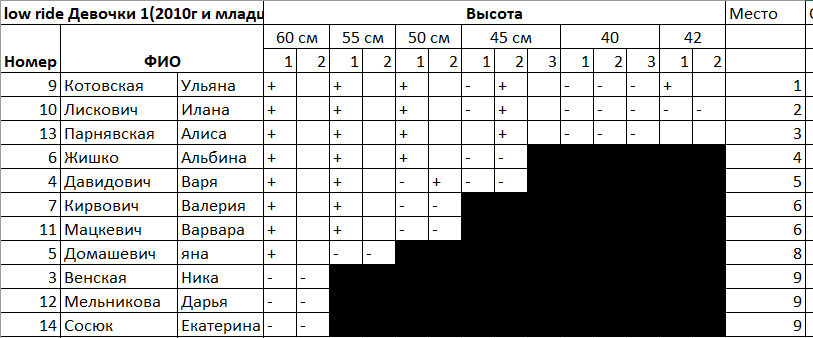 low ride Девочки 1(2010г и младш Высота Место
60 см 55 см 50 см 45 см 40 42
Номер ФИО 1 2 1 2 1 2 1 2 3 1 2 3 1 2
9 Котовская Ульяна + + + - + - - - + 1
10 Лискович Илана + + + - + - - - - - 2
13 Парнявская Алиса + + + + - - - 3
6 Жишко Альбина + + + - - 4
4 Давидович Варя + + - + - - 5
7 Кирвович Валерия + + - - 6
11 Мацкевич Варвара + + - - 6
5 Домашевич яна + - - 8
3 Венская Ника - - 9
12 Мельникова Дарья - - 9
14 Сосюк Екатерина - - 9